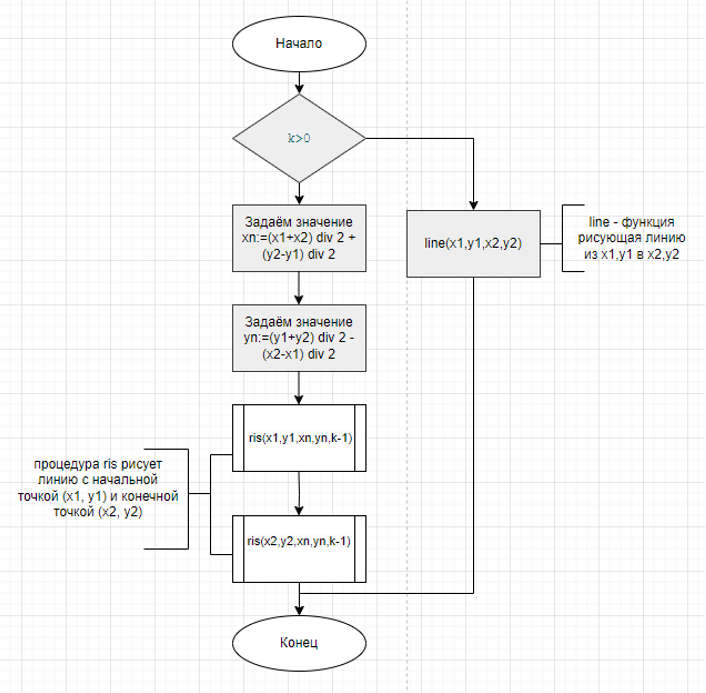 Начало
k>0
Задаём значение
xn:=(x1+x2) div 2 +
(y2-y1) div 2
line(x1,y1,x2,y2)
line - функция
рисующая линию
из x1,y1 в x2,y2
Задаём значение
yn:=(y1+y2) div 2 -
(x2-x1) div 2
ris(x1,y1,xn,yn,k-1)
процедура ris рисует
линию с начальной
точкой (x1, y1) и конечной
точкой (x2, y2)
ris(x2,y2,xn,yn,k-1)
Конец